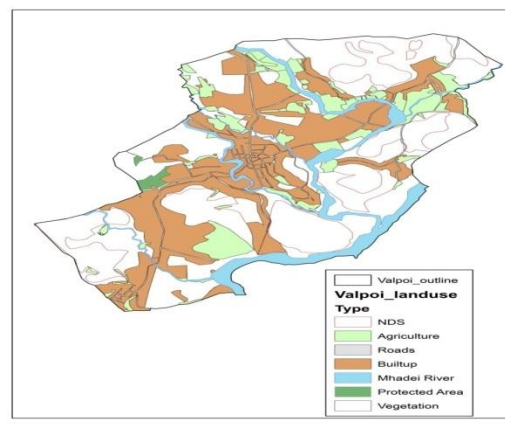 Valpoi_outline
Valpoi_landuse
Type
NDS
Agriculture
Roads
Builtup
Mhadei River
Protected Area
Vegetation